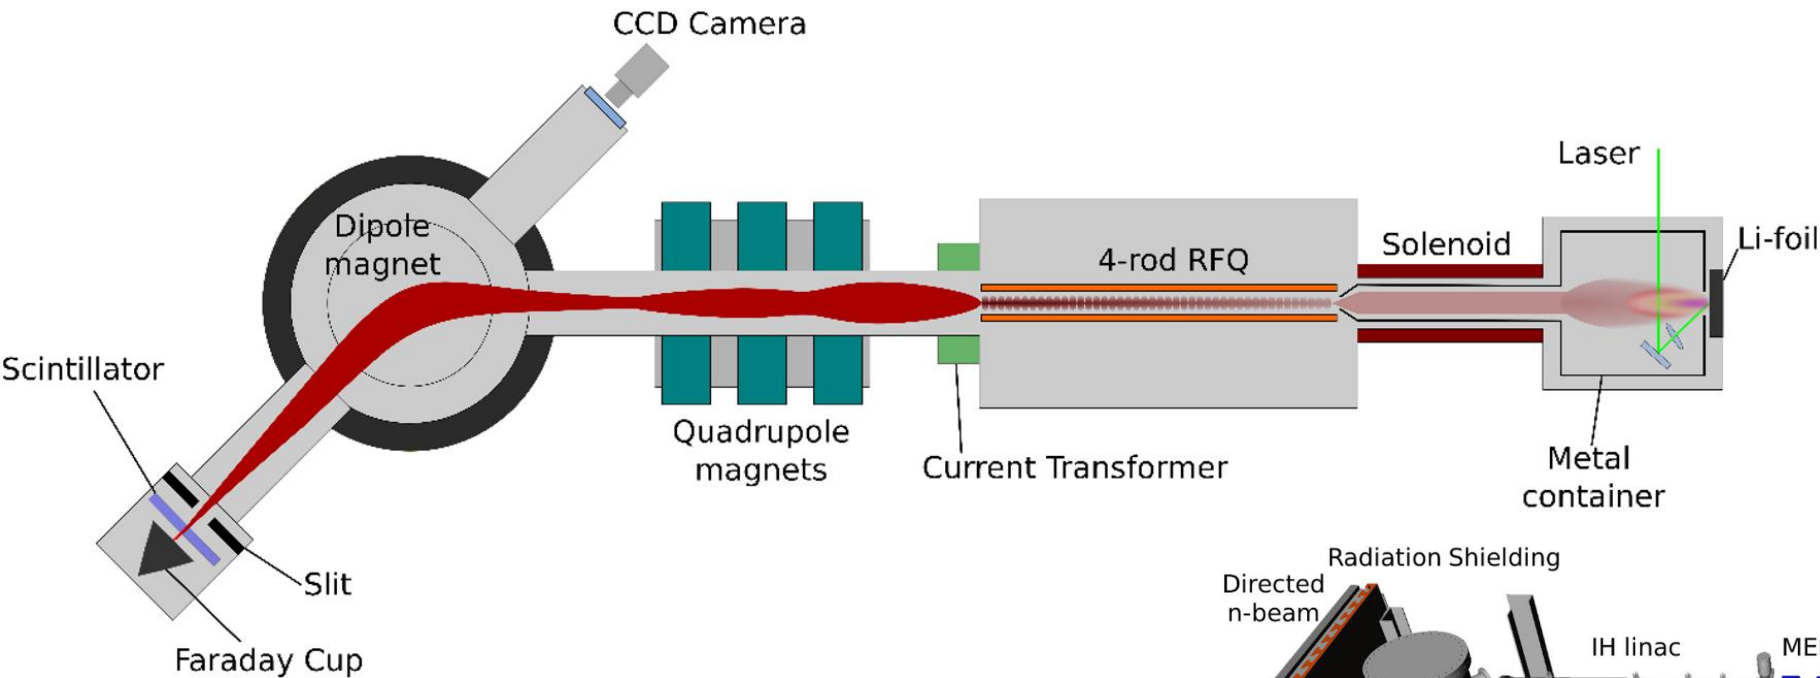 CCD Camera
Dipole
magnet
Laser
Li-foil
Solenoid
4-rod RFQ
Scintillator
Quadrupole
magnets
Current Transformer
Metal
container
Slit
Faraday Cup
Radiation Shielding
Directed
n-beam
IH linac